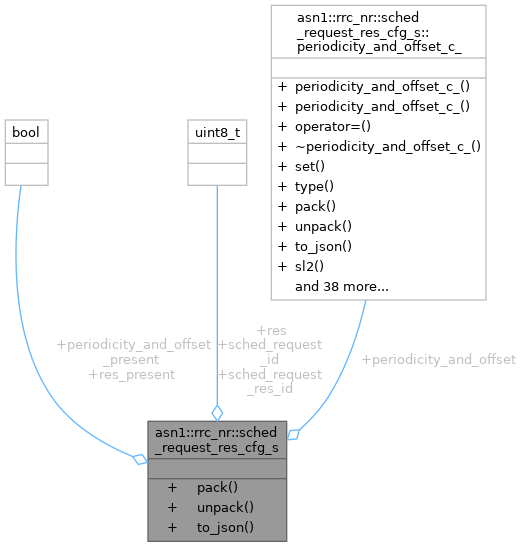 asn1::rrc_nr::sched
_request_res_cfg_s::
periodicity_and_offset_c_
+ periodicity_and_offset_c_()
+ periodicity_and_offset_c_()
+ operator=()
+ ~periodicity_and_offset_c_()
+ set()
+ type()
+ pack()
+ unpack()
+ to_json()
+ sl2()
and 38 more...
bool
uint8_t
+periodicity_and_offset
_present
+res_present
+res
+sched_request
_id
+sched_request
_res_id
+periodicity_and_offset
asn1::rrc_nr::sched
_request_res_cfg_s
+ pack()
+ unpack()
+ to_json()